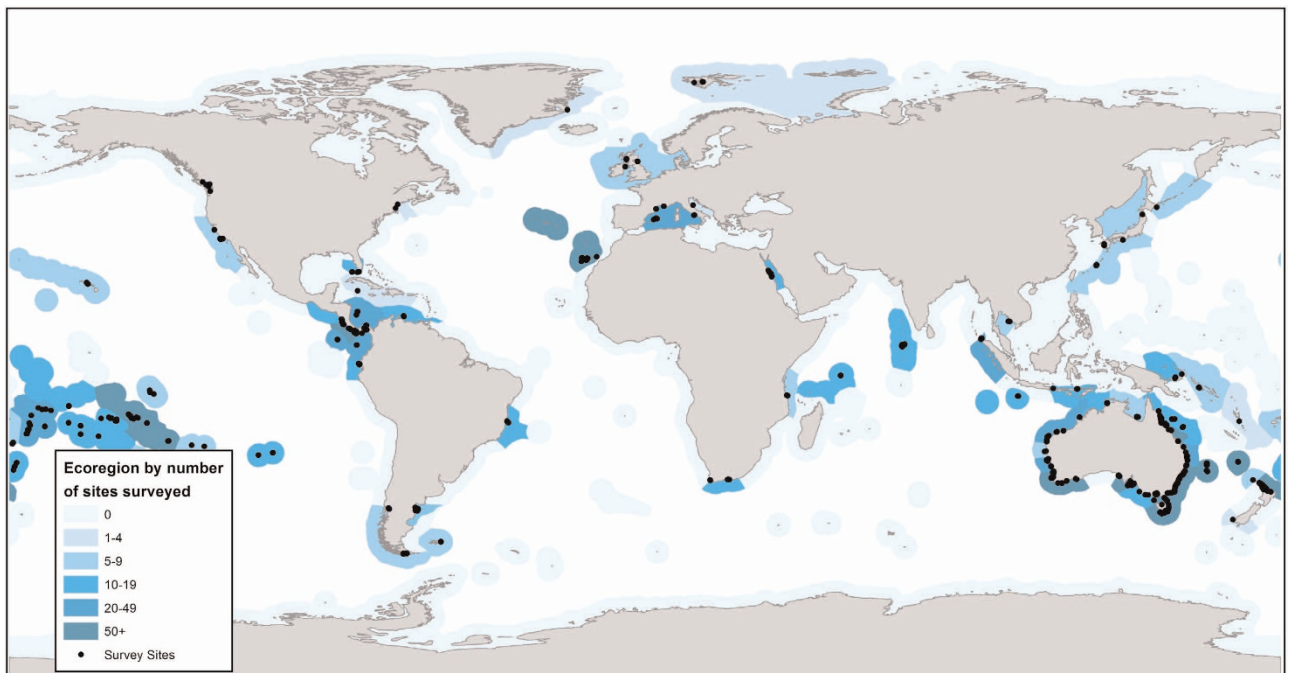 Ecoregion by number
of sites surveyed
0
1-4
5-9
10-19
20-49
50+
Survey Sites